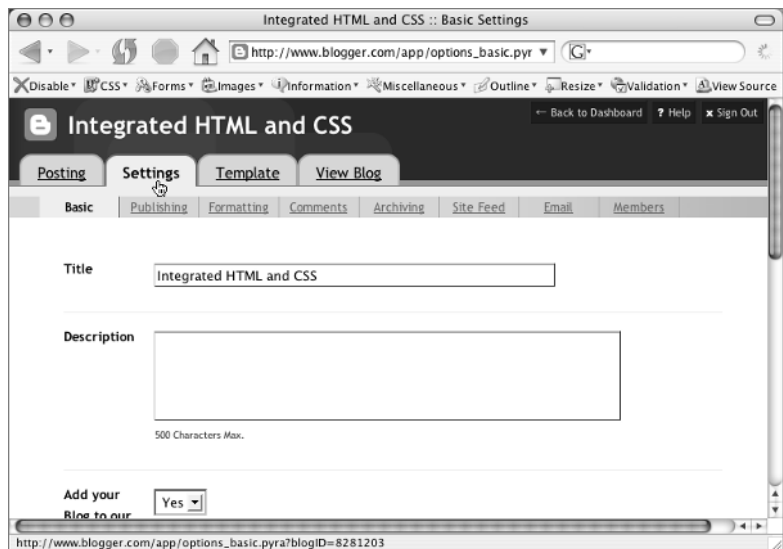 Integrated HTML and CSS :: Basic Settings
http://www.blogger.com/app/options_basic.pyr
Disable CSS Forms Images Information Miscellaneous Outline Resize Validation View Source
Integrated HTML and CSS
← Back to Dashboard ? Help x Sign Out
Posting Settings Template View Blog
Basic Publishing Formatting Comments Archiving Site Feed Email Members
Title Integrated HTML and CSS
Description
500 Characters Max.
Add your Yes
Blog to our
http://www.blogger.com/app/options_basic.pyra?blogID=8281203